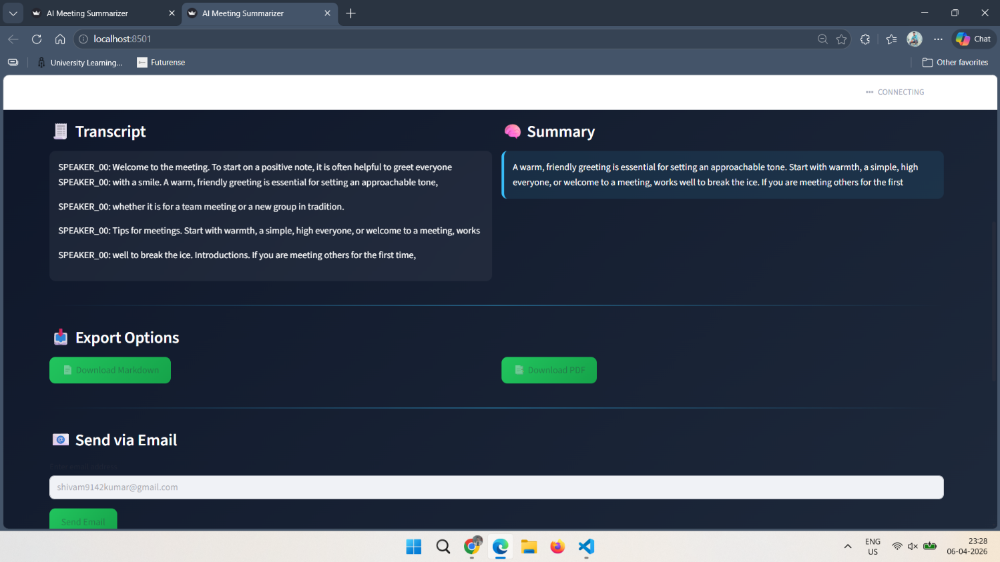 AI Meeting Summarizer
AI Meeting Summarizer
localhost:8501
Chat
University Learning...
Futurense
Other favorites
CONNECTING
Transcript
SPEAKER_00: Welcome to the meeting. To start on a positive note, it is often helpful to greet everyone
SPEAKER_00: with a smile. A warm, friendly greeting is essential for setting an approachable tone,
SPEAKER_00: whether it is for a team meeting or a new group in tradition.
SPEAKER_00: Tips for meetings. Start with warmth, a simple, high everyone, or welcome to a meeting, works
SPEAKER_00: well to break the ice. Introductions. If you are meeting others for the first time,
Summary
A warm, friendly greeting is essential for setting an approachable tone. Start with warmth, a simple, high
everyone, or welcome to a meeting, works well to break the ice. If you are meeting others for the first
Export Options
Download Markdown
Download PDF
Send via Email
Enter email address
shivam9142kumar@gmail.com
Send Email
ENG
US
23:28
06-04-2026